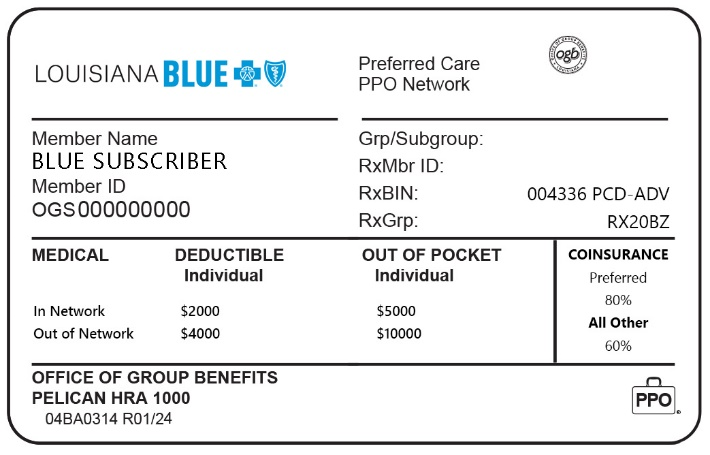 LOUISIANA BLUE
Preferred Care
PPO Network
ogb
Member Name
BLUE SUBSCRIBER
Member ID
OGS000000000
Grp/Subgroup:
RxMbr ID:
RxBIN: 004336 PCD-ADV
RxGrp: RX20BZ
MEDICAL DEDUCTIBLE OUT OF POCKET
Individual Individual
In Network $2000 $5000
Out of Network $4000 $10000
COINSURANCE
Preferred
80%
All Other
60%
OFFICE OF GROUP BENEFITS
PELICAN HRA 1000
04BA0314 R01/24
PPO
®